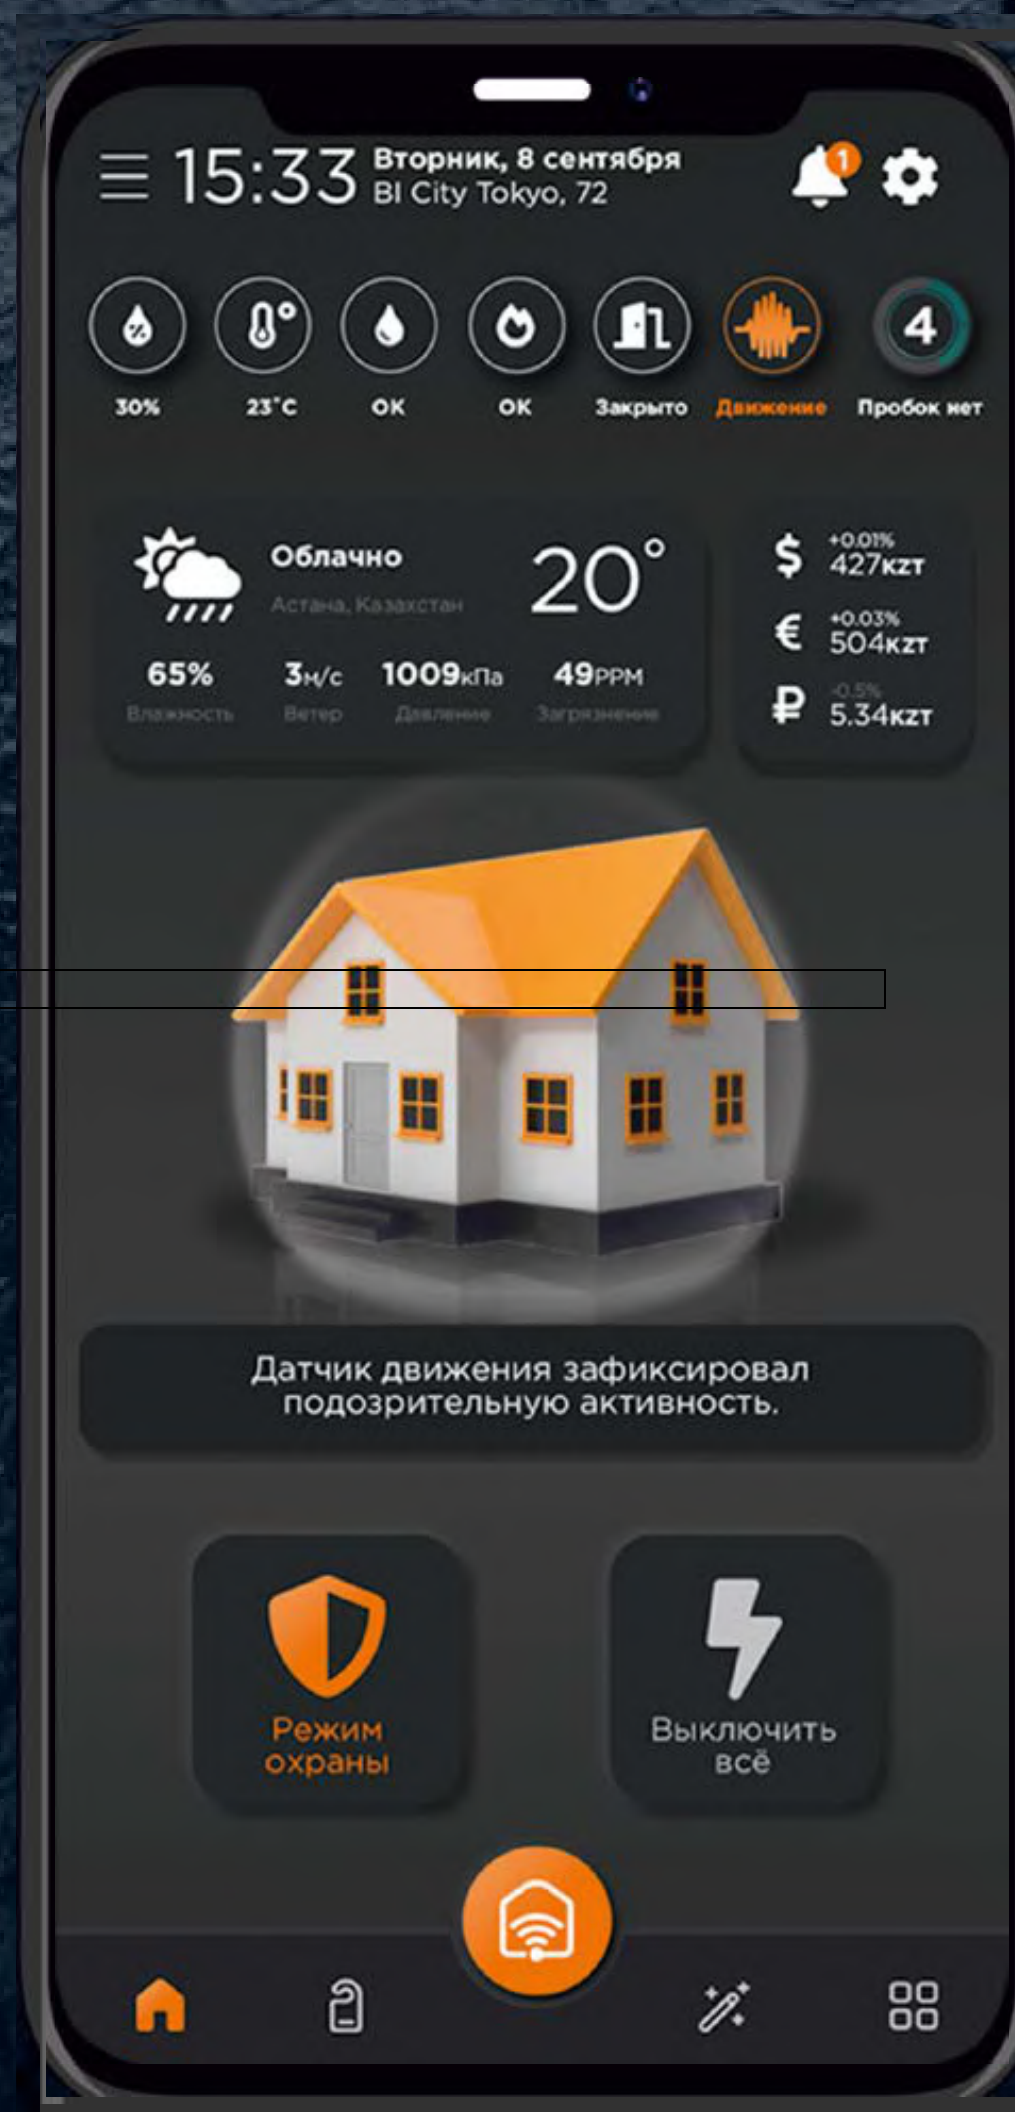 15:33
Вторник, 8 сентября
BI City Tokyo, 72
1
4
30%
23°C
ОК
ОК
Закрыто
Движение
Пробок нет
Облачно
Астана, Казахстан
20°
65%
3м/с
1009кПа
49PPM
Влажность
Ветер
Давление
Загрязнение
$
+0.01%
427KZT
€
+0.03%
504KZT
₽
-0.5%
5.34KZT
Датчик движения зафиксировал
подозрительную активность.
Режим
охраны
Выключить
всё